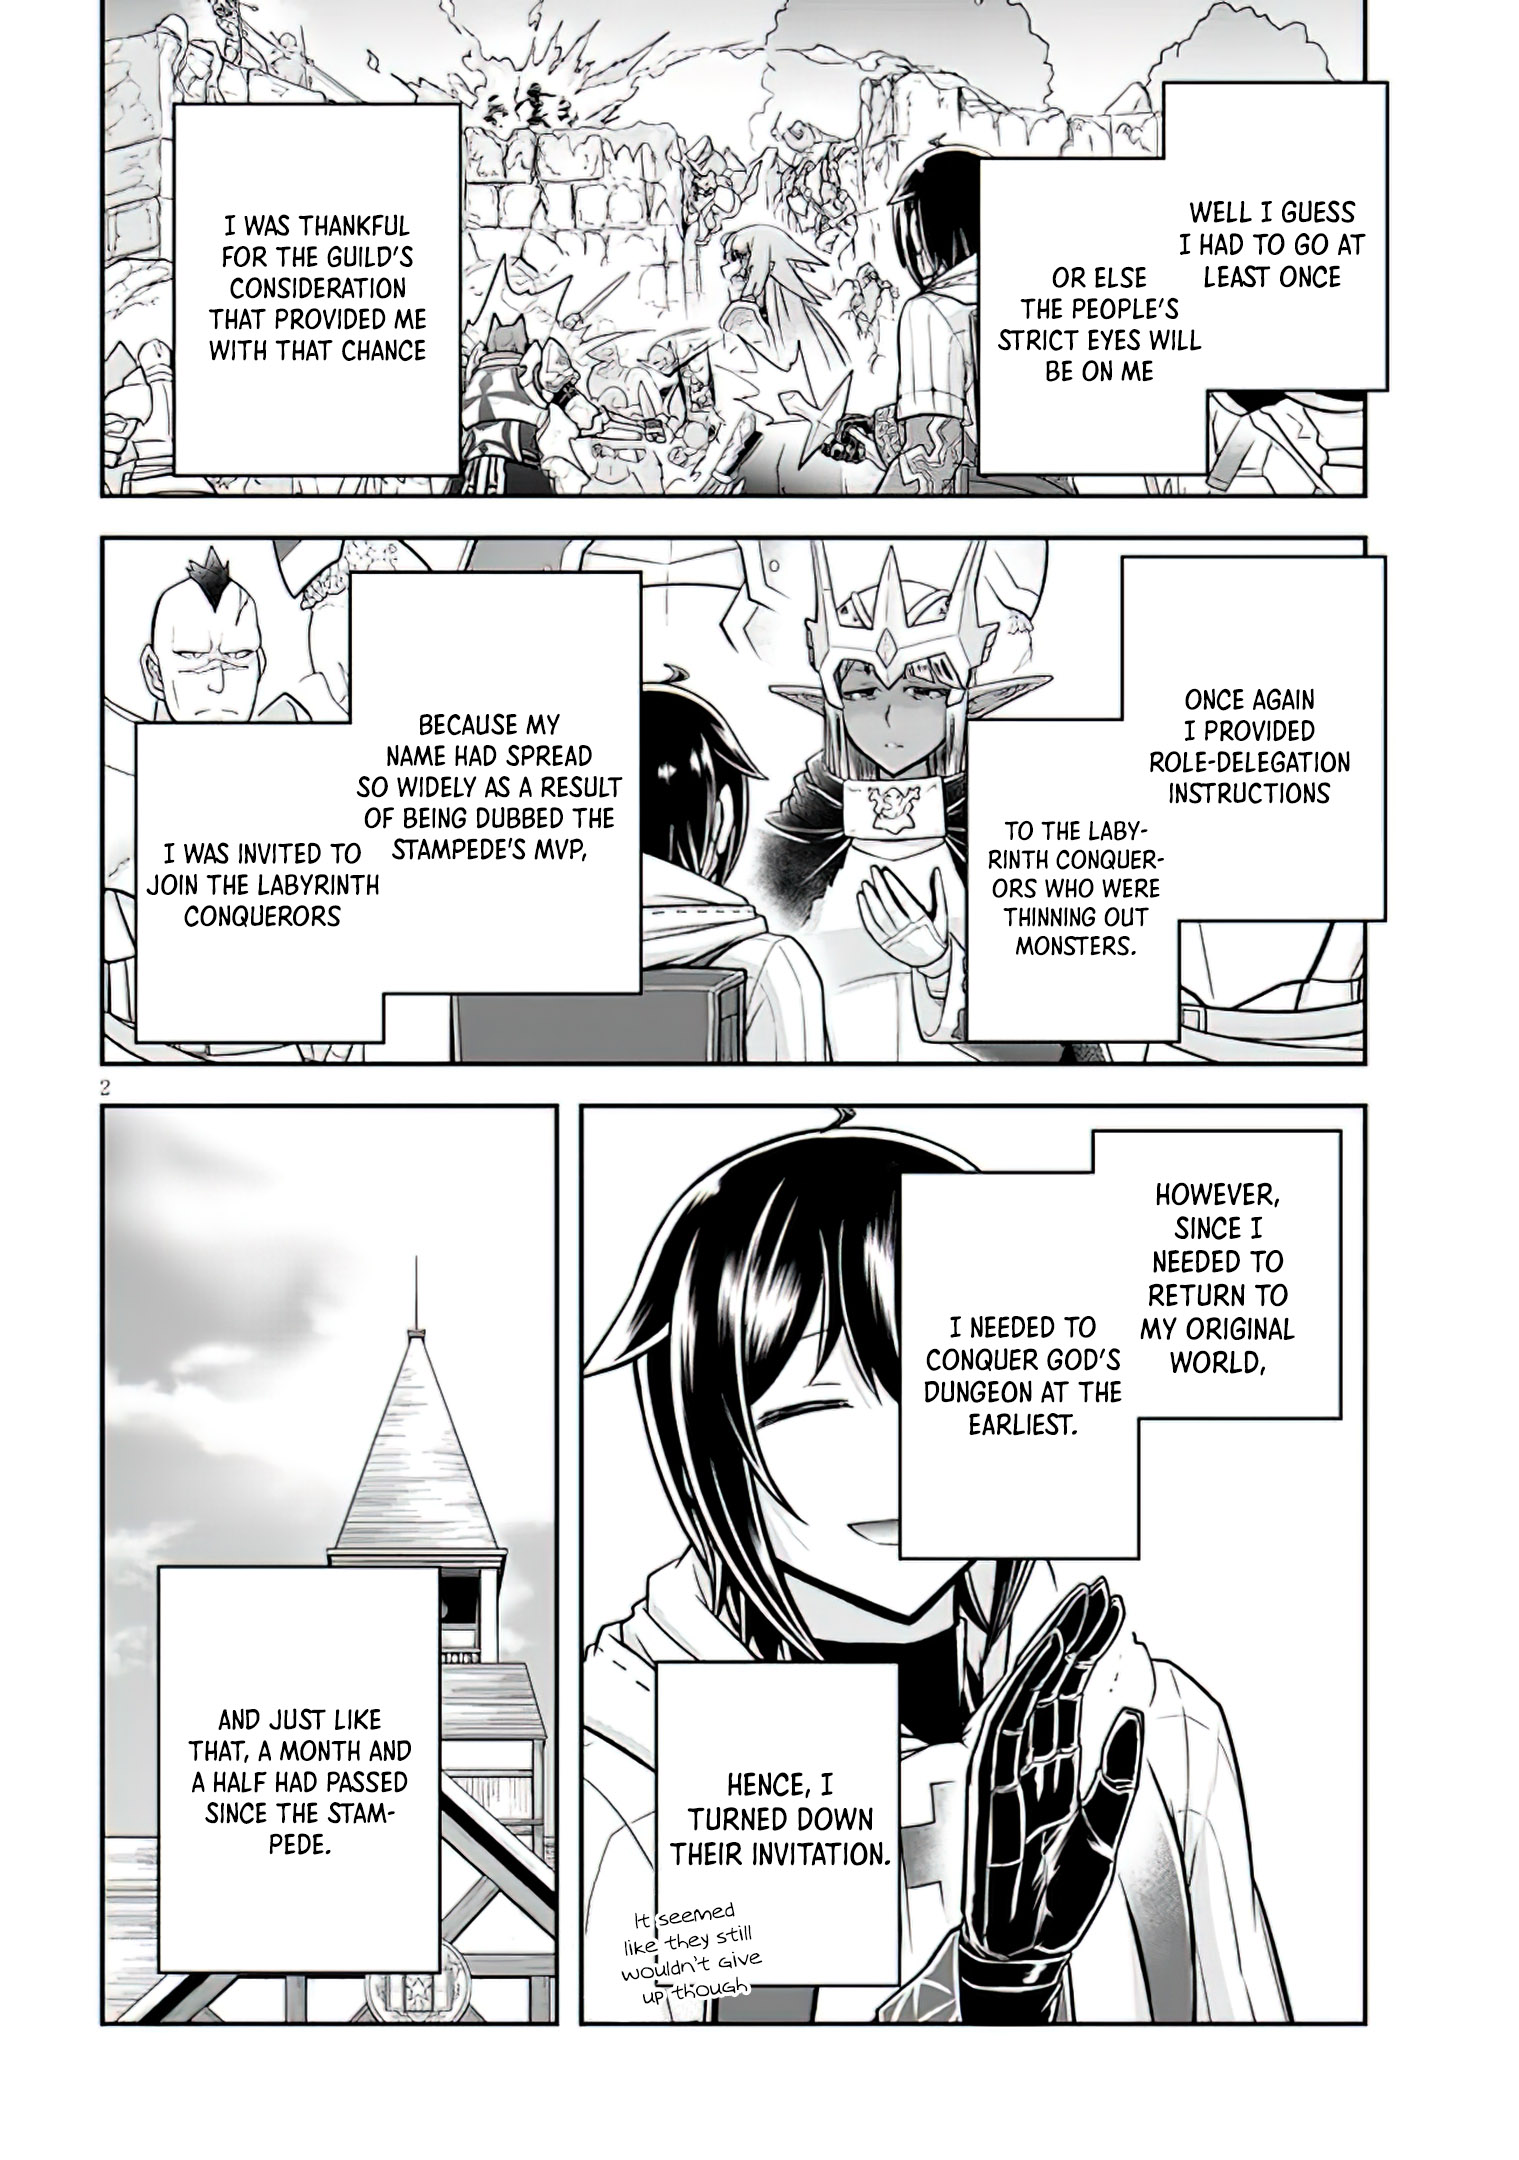 WELL I GUESS
I HAD TO GO AT
LEAST ONCE
OR ELSE
THE PEOPLE'S
STRICT EYES WILL
BE ON ME
I WAS THANKFUL
FOR THE GUILD'S
CONSIDERATION
THAT PROVIDED ME
WITH THAT CHANCE
ONCE AGAIN
I PROVIDED
ROLE-DELEGATION
INSTRUCTIONS
TO THE LABY-
RINTH CONQUER-
ORS WHO WERE
THINNING OUT
MONSTERS.
BECAUSE MY
NAME HAD SPREAD
SO WIDELY AS A RESULT
OF BEING DUBBED THE
STAMPEDE'S MVP,
I WAS INVITED TO
JOIN THE LABYRINTH
CONQUERORS
2
HOWEVER,
SINCE I
NEEDED TO
RETURN TO
MY ORIGINAL
WORLD,
I NEEDED TO
CONQUER GOD'S
DUNGEON AT THE
EARLIEST.
HENCE, I
TURNED DOWN
THEIR INVITATION.
It seemed
like they still
wouldn't give
up though
AND JUST LIKE
THAT, A MONTH AND
A HALF HAD PASSED
SINCE THE STAM-
PEDE.